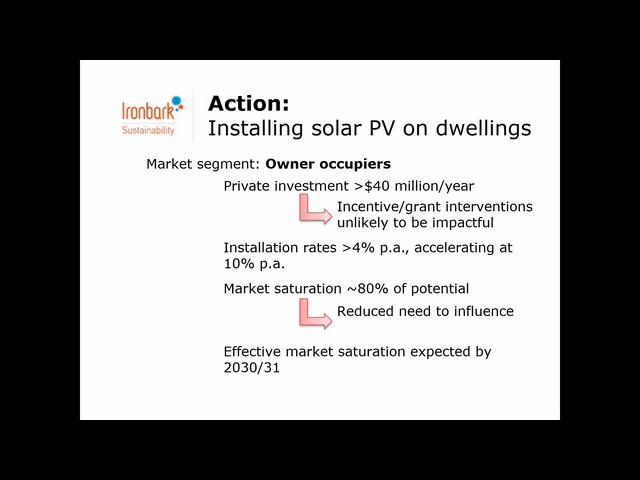 Ironbark
Sustainability
Action:
Installing solar PV on dwellings
Market segment: Owner occupiers
Private investment >$40 million/year
Incentive/grant interventions
unlikely to be impactful
Installation rates >4% p.a., accelerating at
10% p.a.
Market saturation ~80% of potential
Reduced need to influence
Effective market saturation expected by
2030/31